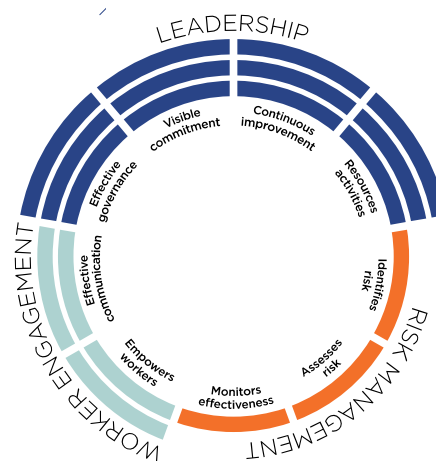 LEADERSHIP
Visible
commitment
Continuous
improvement
Effective
governance
Resources
activities
Effective
communication
Identifies
risk
Empowers
workers
Assesses
risk
Monitors
effectiveness
WORKER ENGAGEMENT
RISK MANAGEMENT